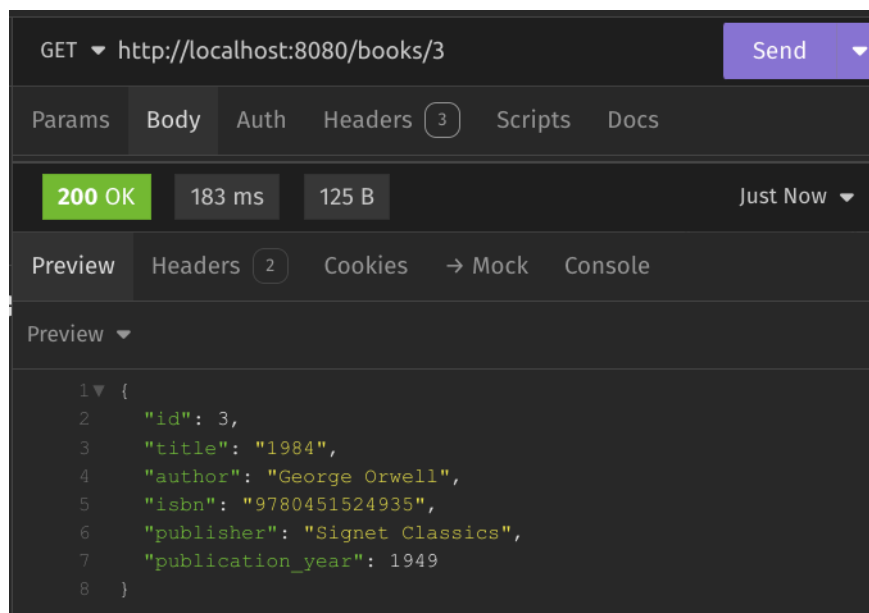 GET http://localhost:8080/books/3 Send
Params Body Auth Headers 3 Scripts Docs
200 OK 183 ms 125 B Just Now
Preview Headers 2 Cookies → Mock Console
Preview
1 {
2 "id": 3,
3 "title": "1984",
4 "author": "George Orwell",
5 "isbn": "9780451524935",
6 "publisher": "Signet Classics",
7 "publication_year": 1949
8 }